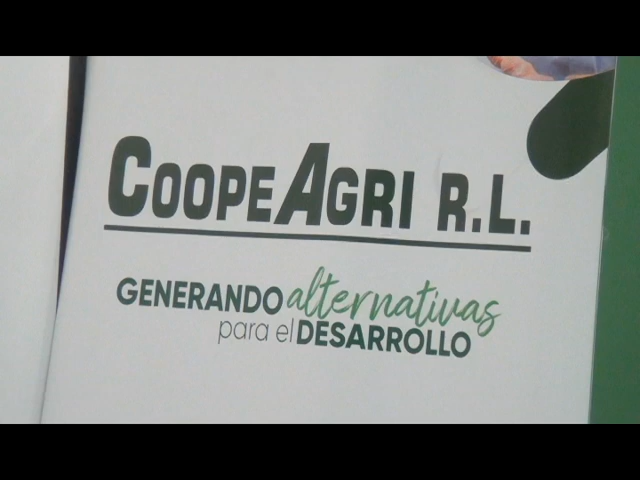 COOPEAGRI R.L.
GENERANDO alternativas
para el DESARROLLO